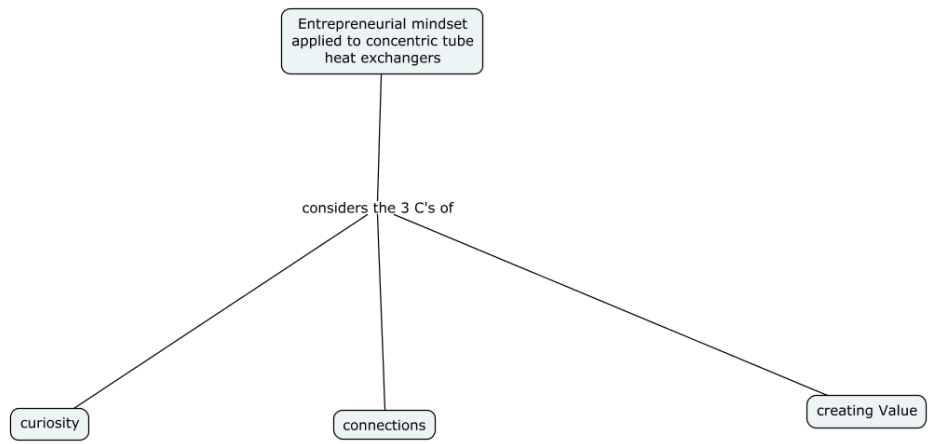 Entrepreneurial mindset
applied to concentric tube
heat exchangers
considers the 3 C's of
curiosity
connections
creating Value